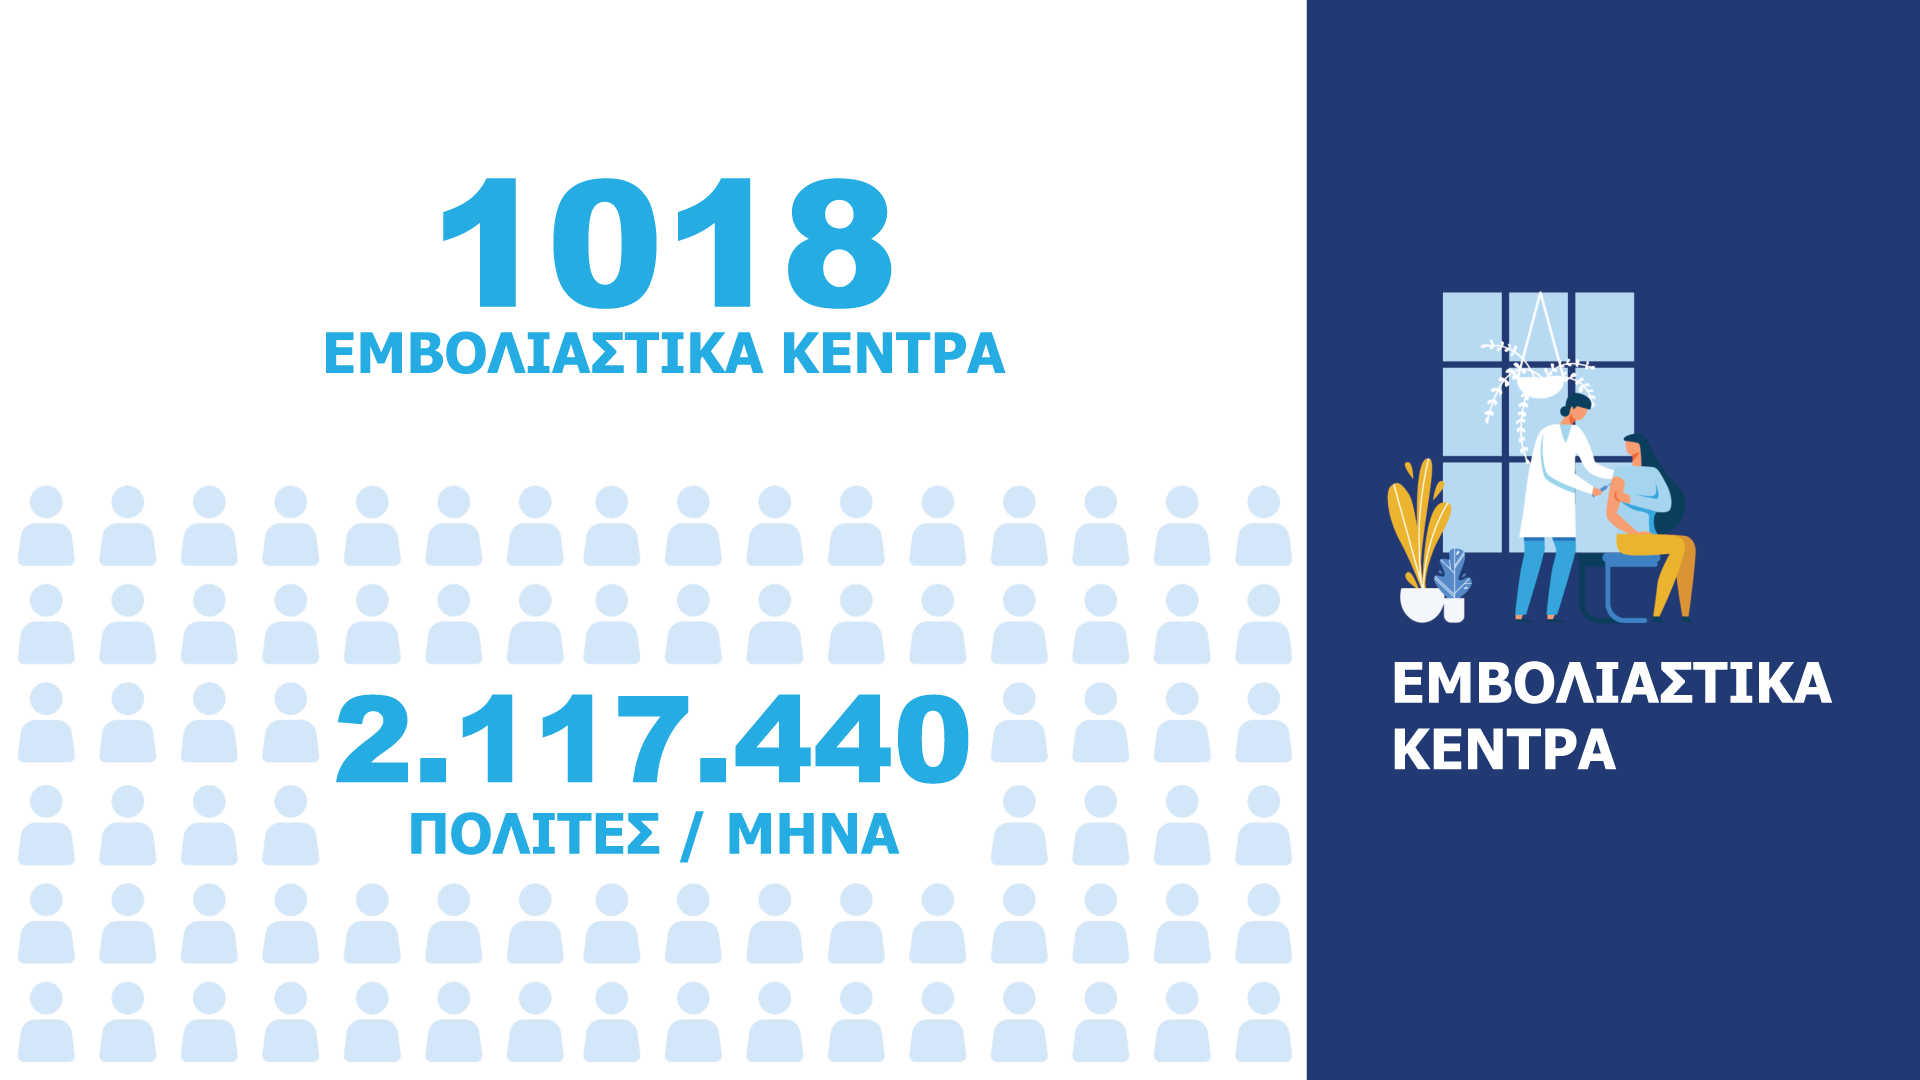 1018
ΕΜΒΟΛΙΑΣΤΙΚΑ ΚΕΝΤΡΑ
2.117.440
ΠΟΛΙΤΕΣ / ΜΗΝΑ
ΕΜΒΟΛΙΑΣΤΙΚΑ
ΚΕΝΤΡΑ